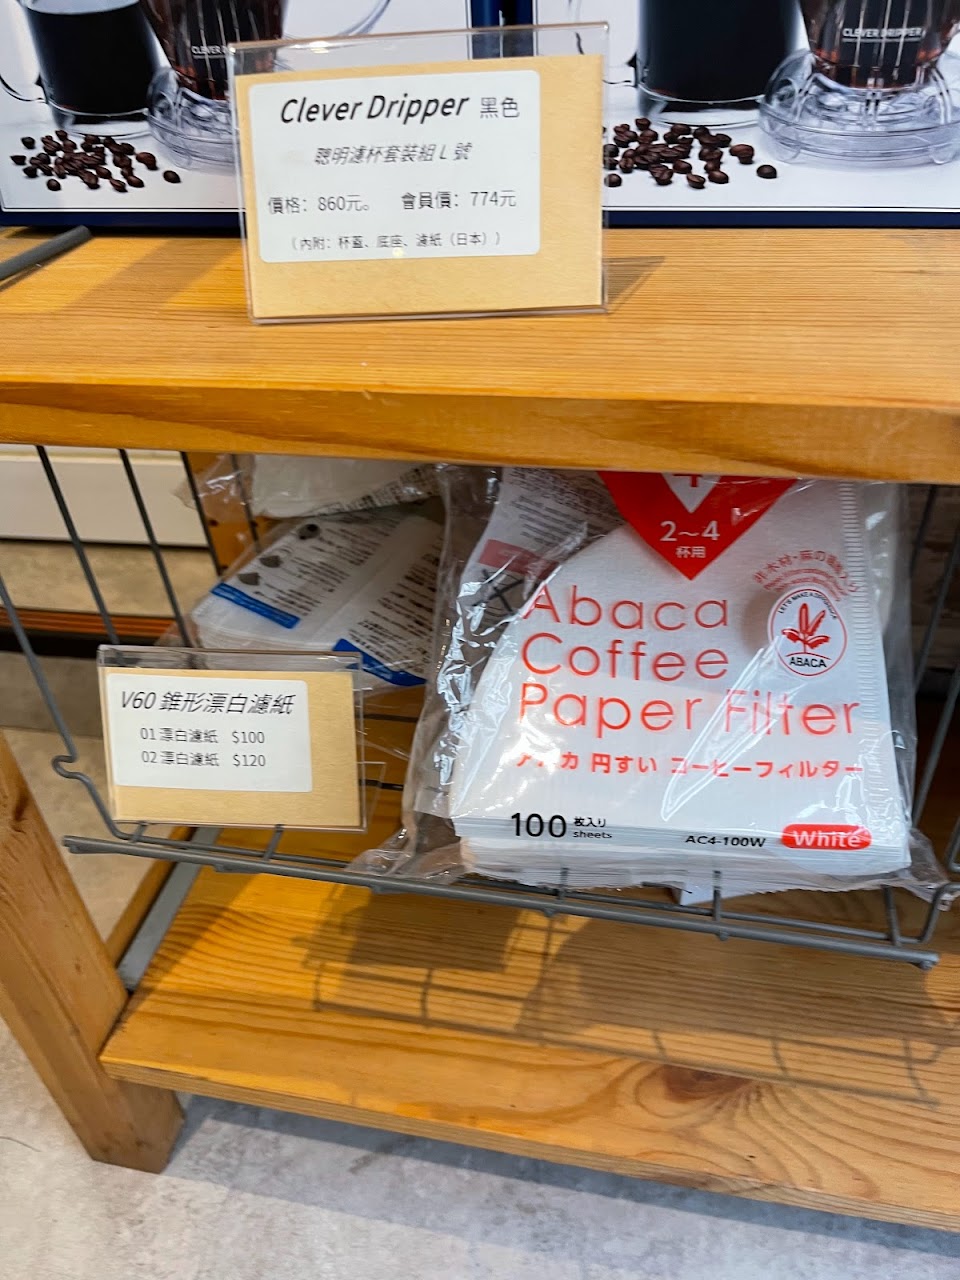 CLEVER DRIPPER
Clever Dripper 黑色
聰明濾杯套裝組 L 號
價格：860元。 會員價：774元
（內附：杯蓋、底座、濾紙（日本））
4
2～4
杯用
Abaca
Coffee
Paper Filter
円すい コーヒーフィルター
ABACA
100 枚入り
sheets
AC4-100W White
V60 錐形漂白濾紙
01 漂白濾紙 $100
02 漂白濾紙 $120